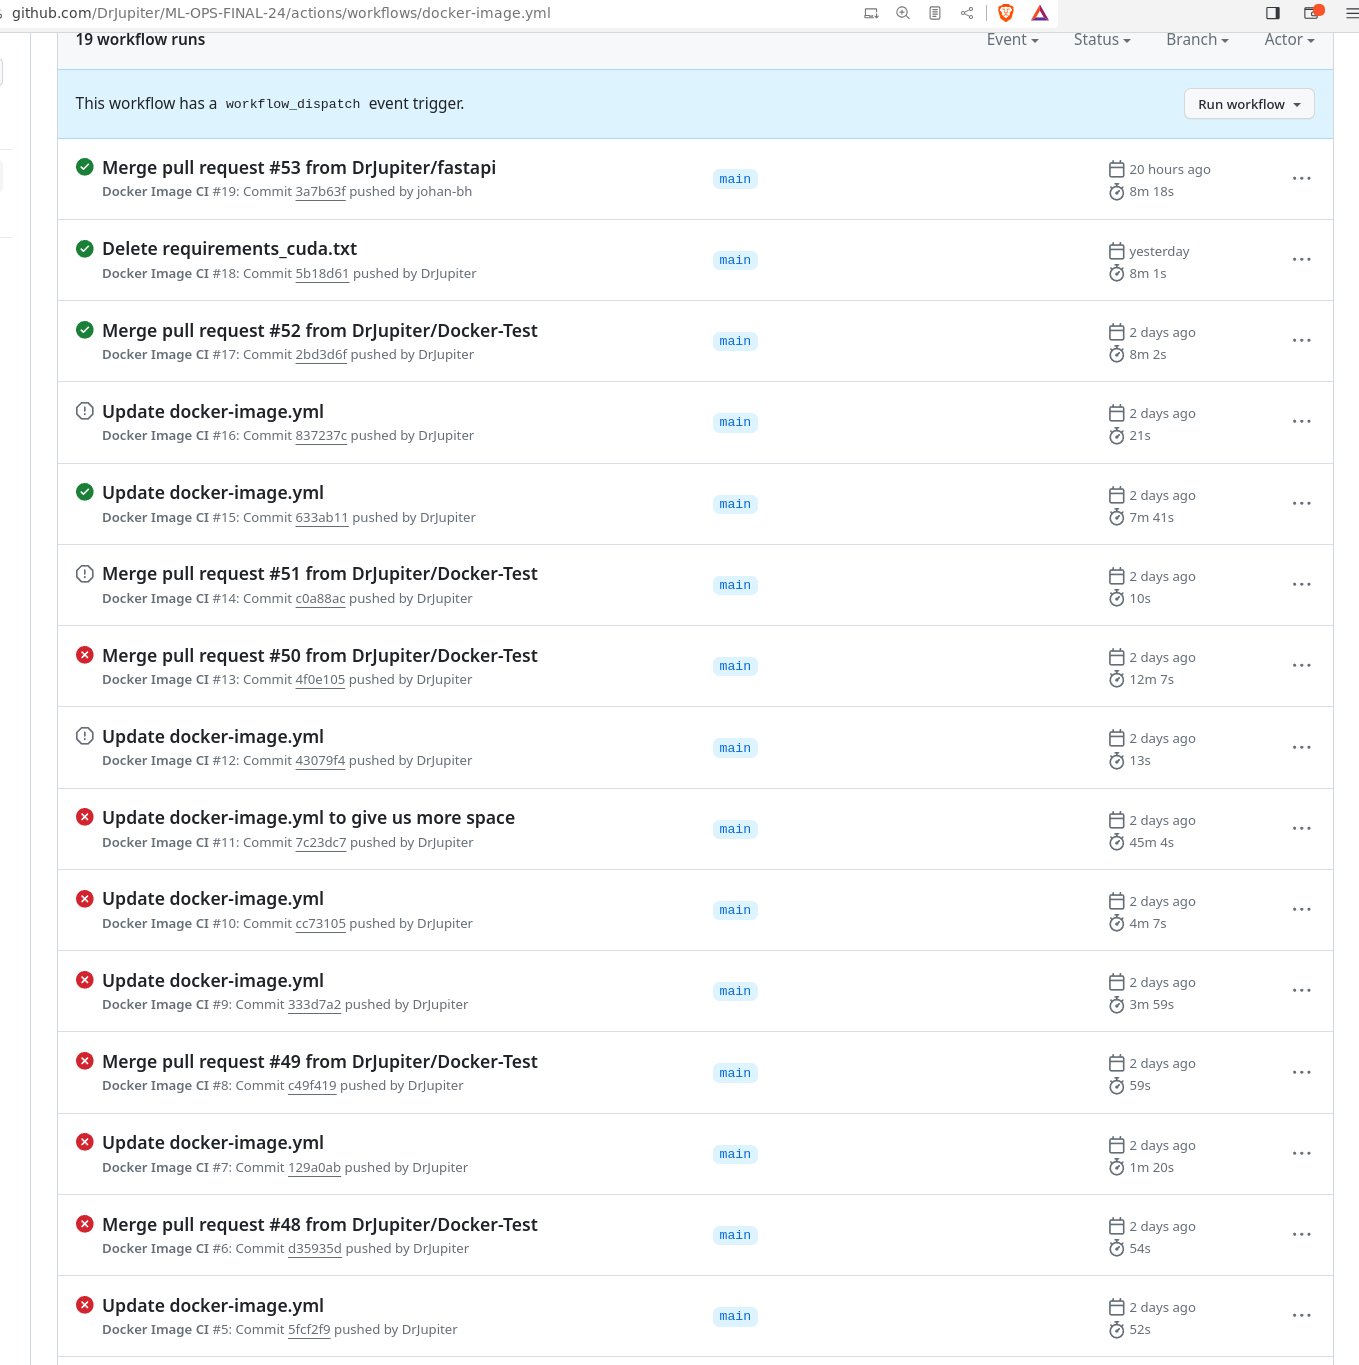 github.com/DrJupiter/ML-OPS-FINAL-24/actions/workflows/docker-image.yml
19 workflow runs
Event Status Branch Actor
This workflow has a workflow_dispatch event trigger.
Run workflow
Merge pull request #53 from DrJupiter/fastapi
Docker Image CI #19: Commit 3a7b63f pushed by johan-bh
main
20 hours ago
8m 18s
Delete requirements_cuda.txt
Docker Image CI #18: Commit 5b18d61 pushed by DrJupiter
main
yesterday
8m 1s
Merge pull request #52 from DrJupiter/Docker-Test
Docker Image CI #17: Commit 2bd3d6f pushed by DrJupiter
main
2 days ago
8m 2s
Update docker-image.yml
Docker Image CI #16: Commit 837237c pushed by DrJupiter
main
2 days ago
21s
Update docker-image.yml
Docker Image CI #15: Commit 633ab11 pushed by DrJupiter
main
2 days ago
7m 41s
Merge pull request #51 from DrJupiter/Docker-Test
Docker Image CI #14: Commit c0a88ac pushed by DrJupiter
main
2 days ago
10s
Merge pull request #50 from DrJupiter/Docker-Test
Docker Image CI #13: Commit 4f0e105 pushed by DrJupiter
main
2 days ago
12m 7s
Update docker-image.yml
Docker Image CI #12: Commit 43079f4 pushed by DrJupiter
main
2 days ago
13s
Update docker-image.yml to give us more space
Docker Image CI #11: Commit 7c23dc7 pushed by DrJupiter
main
2 days ago
45m 4s
Update docker-image.yml
Docker Image CI #10: Commit cc73105 pushed by DrJupiter
main
2 days ago
4m 7s
Update docker-image.yml
Docker Image CI #9: Commit 333d7a2 pushed by DrJupiter
main
2 days ago
3m 59s
Merge pull request #49 from DrJupiter/Docker-Test
Docker Image CI #8: Commit c49f419 pushed by DrJupiter
main
2 days ago
59s
Update docker-image.yml
Docker Image CI #7: Commit 129a0ab pushed by DrJupiter
main
2 days ago
1m 20s
Merge pull request #48 from DrJupiter/Docker-Test
Docker Image CI #6: Commit d35935d pushed by DrJupiter
main
2 days ago
54s
Update docker-image.yml
Docker Image CI #5: Commit 5fcf2f9 pushed by DrJupiter
main
2 days ago
52s